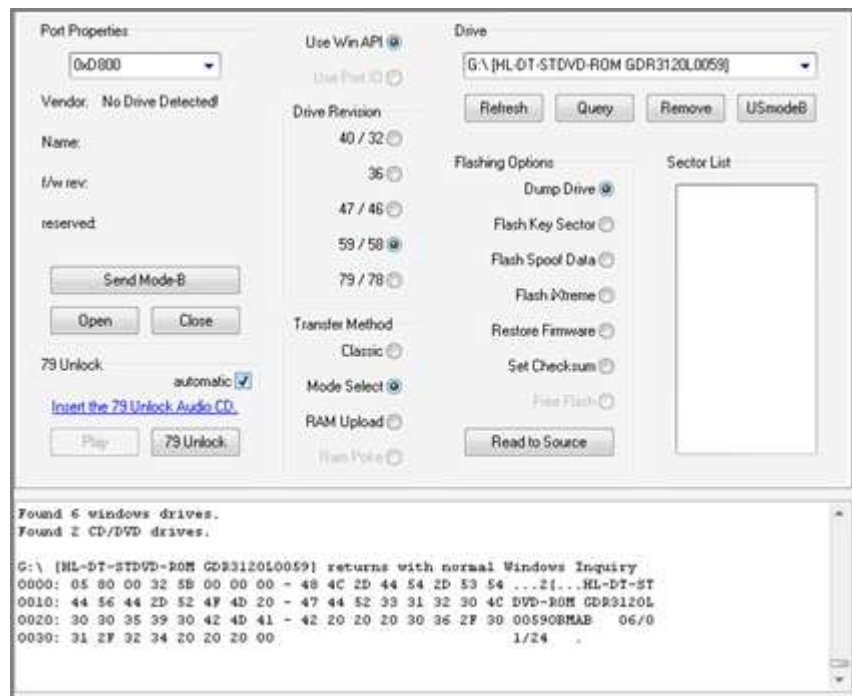 Port Properties
0xD800
Vendor: No Drive Detected!
Name:
f/w rev:
reserved:
Send Mode-B
Open Close
79 Unlock
automatic
Insert the 79 Unlock Audio CD.
Play 79 Unlock
Use Win API
Use Port IO
Drive Revision
40 / 32
36
47 / 46
59 / 58
79 / 78
Transfer Method
Classic
Mode Select
RAM Upload
Ram Poke
Drive
G:\ [HL-DT-STDVD-ROM GDR3120L0059]
Refresh Query Remove USmodeB
Flashing Options
Dump Drive
Flash Key Sector
Flash Spoof Data
Flash iXtreme
Restore Firmware
Set Checksum
Free Flash
Read to Source
Sector List
Found 6 windows drives.
Found 2 CD/DVD drives.
G:\ [HL-DT-STDVD-ROM GDR3120L0059] returns with normal Windows Inquiry
0000: 05 80 00 32 5B 00 00 00 - 48 4C 2D 44 54 2D 53 54 ...2[...HL-DT-ST
0010: 44 56 44 2D 52 4F 4D 20 - 47 44 52 33 31 32 30 4C DVD-ROM GDR3120L
0020: 30 30 35 39 30 42 4D 41 - 42 20 20 20 30 36 2F 30 00590BMAB   06/0
0030: 31 2F 32 34 20 20 20 00 1/24   .